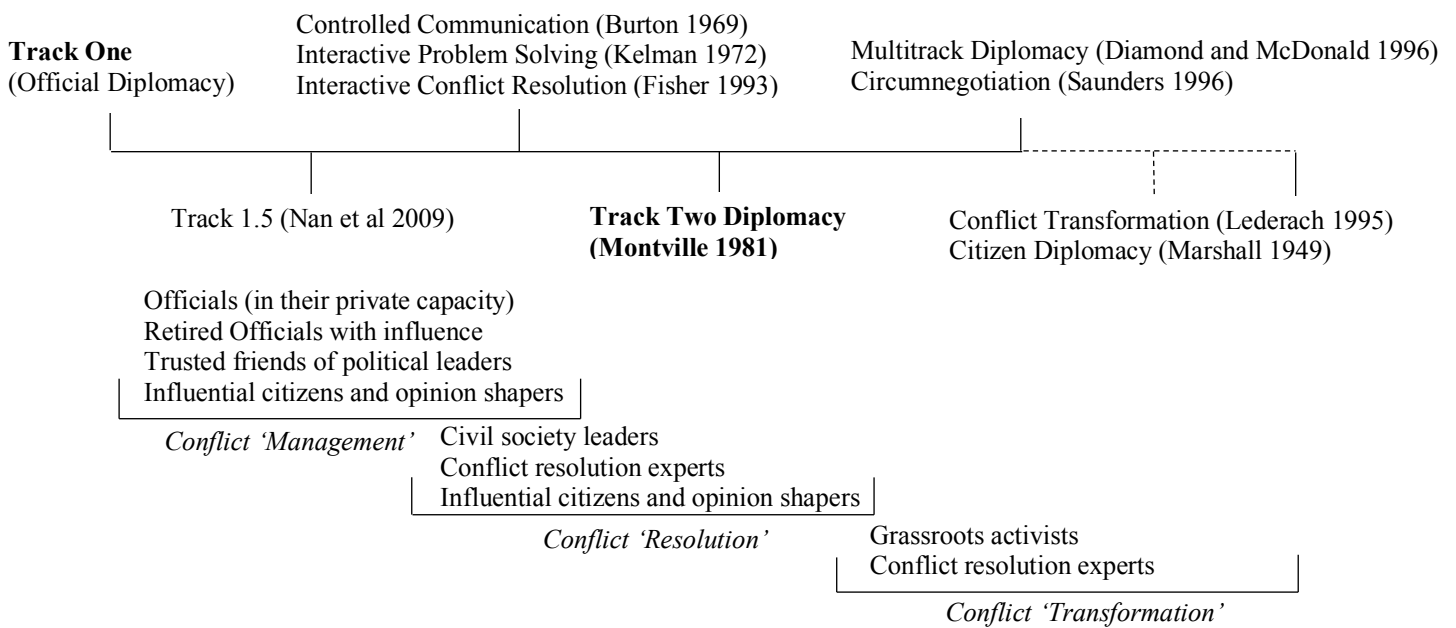 Track One
(Official Diplomacy)
Controlled Communication (Burton 1969)
Interactive Problem Solving (Kelman 1972)
Interactive Conflict Resolution (Fisher 1993)
Multitrack Diplomacy (Diamond and McDonald 1996)
Circumnegotiation (Saunders 1996)
Track 1.5 (Nan et al 2009)
Track Two Diplomacy
(Montville 1981)
Conflict Transformation (Lederach 1995)
Citizen Diplomacy (Marshall 1949)
Officials (in their private capacity)
Retired Officials with influence
Trusted friends of political leaders
Influential citizens and opinion shapers
Conflict ‘Management’
Civil society leaders
Conflict resolution experts
Influential citizens and opinion shapers
Conflict ‘Resolution’
Grassroots activists
Conflict resolution experts
Conflict ‘Transformation’